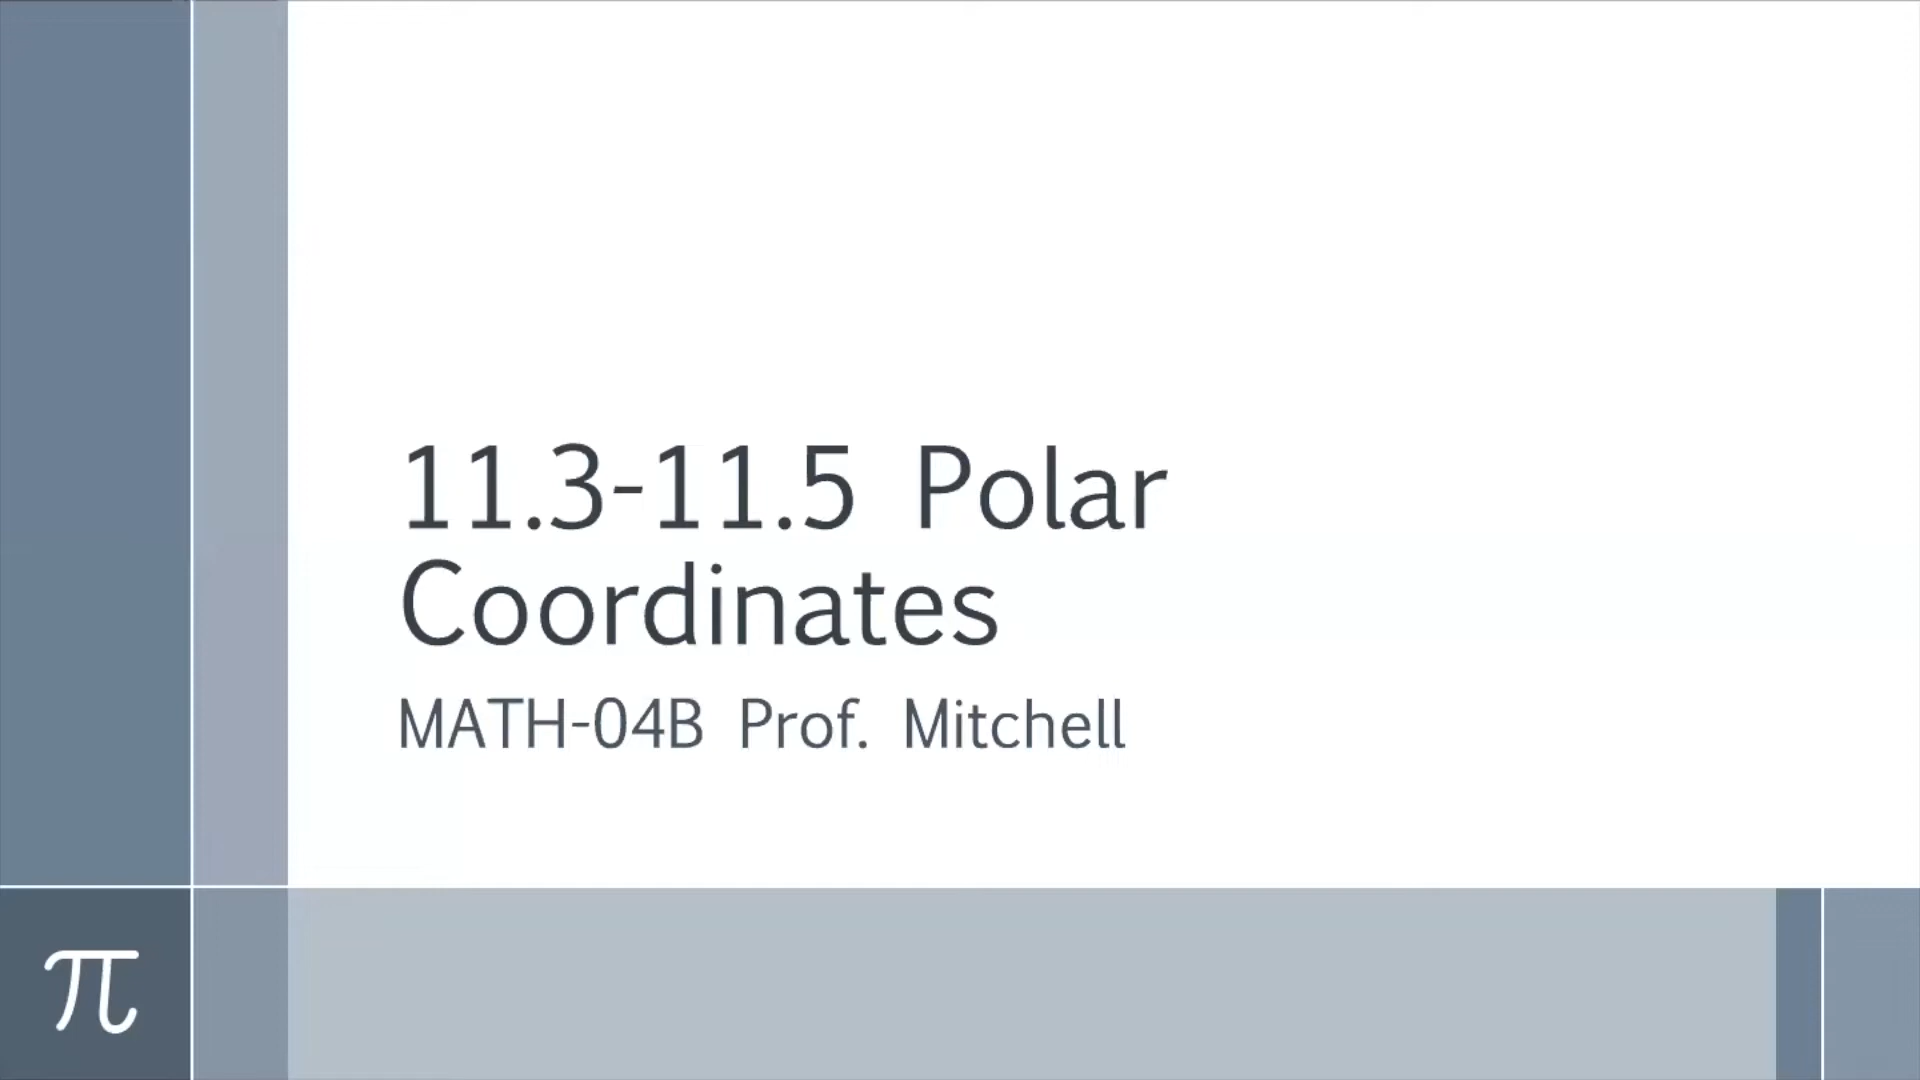 11.3-11.5 Polar
Coordinates
MATH-04B Prof. Mitchell
π